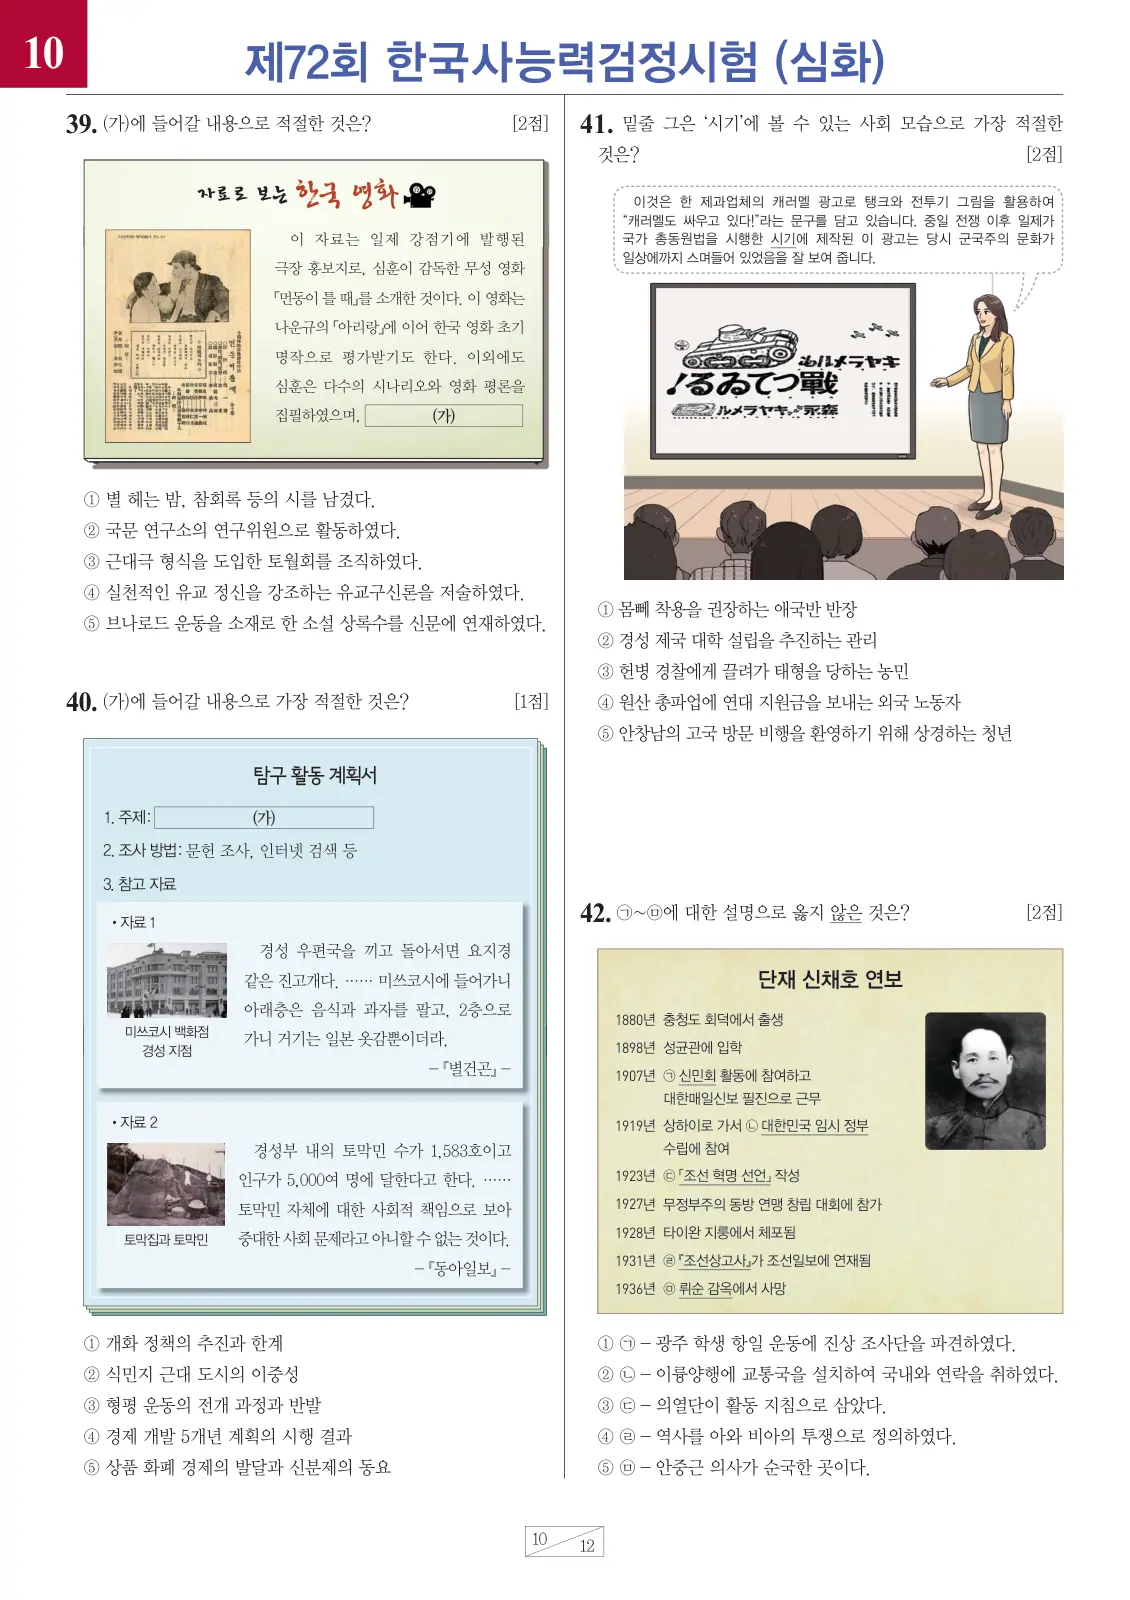 10
제72회 한국사능력검정시험 (심화)
39. (가)에 들어갈 내용으로 적절한 것은? [2점]
자료로 보는 한국 영화
이 자료는 일제 강점기에 발행된
극장 홍보지로, 심훈이 감독한 무성 영화
「먼동이 틀 때」를 소개한 것이다. 이 영화는
나운규의 「아리랑」에 이어 한국 영화 초기
명작으로 평가받기도 한다. 이외에도
심훈은 다수의 시나리오와 영화 평론을
집필하였으며, (가)
① 별 헤는 밤, 참회록 등의 시를 남겼다.
② 국문 연구소의 연구위원으로 활동하였다.
③ 근대극 형식을 도입한 토월회를 조직하였다.
④ 실천적인 유교 정신을 강조하는 유교구신론을 저술하였다.
⑤ 브나로드 운동을 소재로 한 소설 상록수를 신문에 연재하였다.
40. (가)에 들어갈 내용으로 가장 적절한 것은? [1점]
탐구 활동 계획서
1. 주제: (가)
2. 조사 방법: 문헌 조사, 인터넷 검색 등
3. 참고 자료
• 자료 1
미쓰코시 백화점
경성 지점
경성 우편국을 끼고 돌아서면 요지경
같은 진고개다. …… 미쓰코시에 들어가니
아래층은 음식과 과자를 팔고, 2층으로
가니 거기는 일본 옷감뿐이더라.
- 『별건곤』 -
• 자료 2
토막집과 토막민
경성부 내의 토막민 수가 1,583호이고
인구가 5,000여 명에 달한다고 한다. ……
토막민 자체에 대한 사회적 책임으로 보아
중대한 사회 문제라고 아니할 수 없는 것이다.
- 『동아일보』 -
① 개화 정책의 추진과 한계
② 식민지 근대 도시의 이중성
③ 형평 운동의 전개 과정과 반발
④ 경제 개발 5개년 계획의 시행 결과
⑤ 상품 화폐 경제의 발달과 신분제의 동요
41. 밑줄 그은 ‘시기’에 볼 수 있는 사회 모습으로 가장 적절한
것은? [2점]
이것은 한 제과업체의 캐러멜 광고로 탱크와 전투기 그림을 활용하여
“캐러멜도 싸우고 있다!”라는 문구를 담고 있습니다. 중일 전쟁 이후 일제가
국가 총동원법을 시행한 시기에 제작된 이 광고는 당시 군국주의 문화가
일상에까지 스며들어 있었음을 잘 보여 줍니다.
もルメラヤキ
！るゐてつ戰
ルメラヤキ 永森
① 몸뻬 착용을 권장하는 애국반 반장
② 경성 제국 대학 설립을 추진하는 관리
③ 헌병 경찰에게 끌려가 태형을 당하는 농민
④ 원산 총파업에 연대 지원금을 보내는 외국 노동자
⑤ 안창남의 고국 방문 비행을 환영하기 위해 상경하는 청년
42. ㉠~㉤에 대한 설명으로 옳지 않은 것은? [2점]
단재 신채호 연보
1880년 충청도 회덕에서 출생
1898년 성균관에 입학
1907년 ㉠ 신민회 활동에 참여하고
대한매일신보 필진으로 근무
1919년 상하이로 가서 ㉡ 대한민국 임시 정부
수립에 참여
1923년 ㉢ 「조선 혁명 선언」 작성
1927년 무정부주의 동방 연맹 창립 대회에 참가
1928년 타이완 지룽에서 체포됨
1931년 ㉣ 『조선상고사』가 조선일보에 연재됨
1936년 ㉤ 뤼순 감옥에서 사망
① ㉠ - 광주 학생 항일 운동에 진상 조사단을 파견하였다.
② ㉡ - 이륭양행에 교통국을 설치하여 국내와 연락을 취하였다.
③ ㉢ - 의열단이 활동 지침으로 삼았다.
④ ㉣ - 역사를 아와 비아의 투쟁으로 정의하였다.
⑤ ㉤ - 안중근 의사가 순국한 곳이다.
10
12